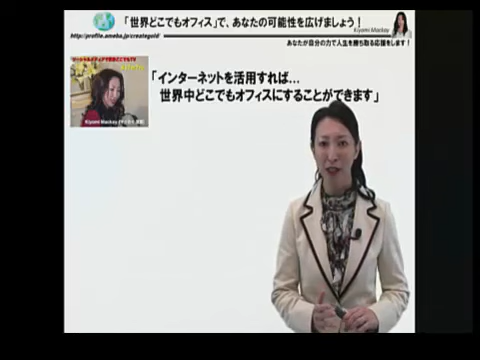 「世界どこでもオフィス」で、あなたの可能性を広げましょう！
Kiyomi Mackey
http://profile.ameba.jp/creategold/
あなたが自分の力で人生を勝ち取る応援をします！
「インターネットを活用すれば…
世界中どこでもオフィスにすることができます」